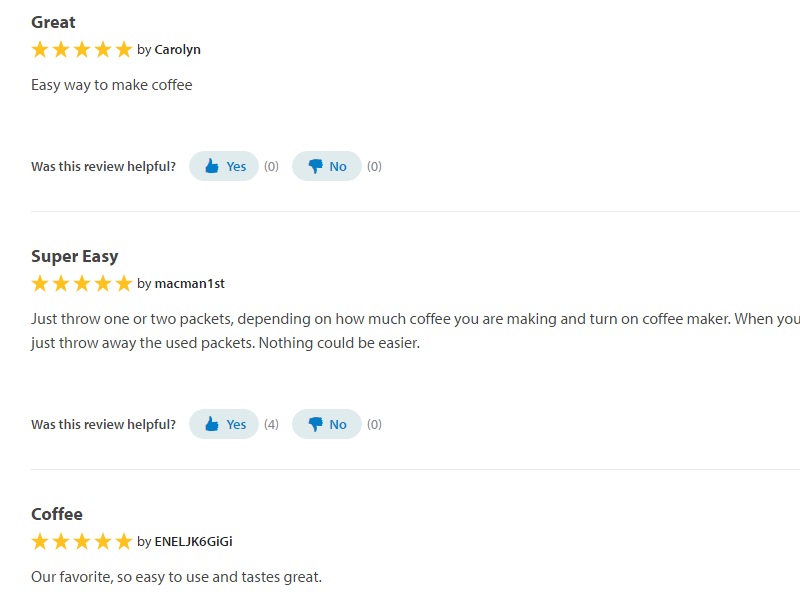 Great
by Carolyn
Easy way to make coffee
Was this review helpful? Yes (0) No (0)
Super Easy
by macman1st
Just throw one or two packets, depending on how much coffee you are making and turn on coffee maker. When you
just throw away the used packets. Nothing could be easier.
Was this review helpful? Yes (4) No (0)
Coffee
by ENELJK6GiGi
Our favorite, so easy to use and tastes great.